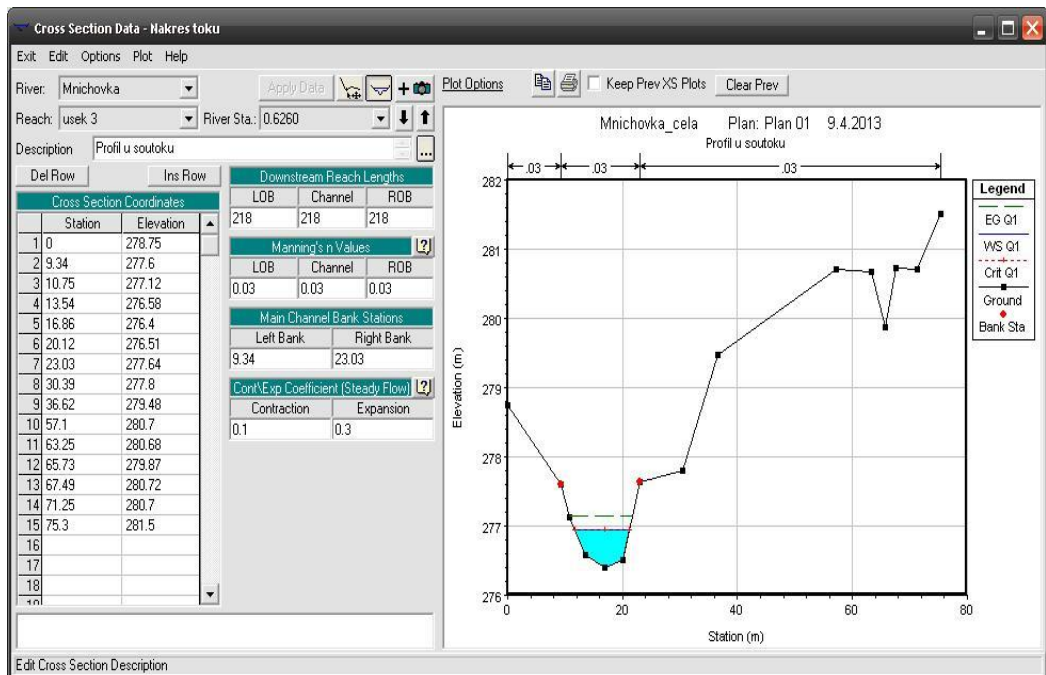 Cross Section Data - Nakres toku
Exit Edit Options Plot Help
River: Mnichovka Apply Data
Reach: usek 3 River Sta.: 0.6260
Description Profil u soutoku ...
Del Row Ins Row
Cross Section Coordinates
Station Elevation
1 0 278.75
2 9.34 277.6
3 10.75 277.12
4 13.54 276.58
5 16.86 276.4
6 20.12 276.51
7 23.03 277.64
8 30.39 277.8
9 36.62 279.48
10 57.1 280.7
11 63.25 280.68
12 65.73 279.87
13 67.49 280.72
14 71.25 280.7
15 75.3 281.5
16
17
18
19
Downstream Reach Lengths
LOB Channel ROB
218 218 218
Manning's n Values ?
LOB Channel ROB
0.03 0.03 0.03
Main Channel Bank Stations
Left Bank Right Bank
9.34 23.03
Cont\Exp Coefficient (Steady Flow) ?
Contraction Expansion
0.1 0.3
Plot Options Keep Prev XS Plots Clear Prev
Mnichovka_cela Plan: Plan 01 9.4.2013
Profil u soutoku
.03 .03 .03
282
281
280
279
278
277
276
Elevation (m)
0 20 40 60 80
Station (m)
Legend
EG Q1
WS Q1
Crit Q1
Ground
Bank Sta
Edit Cross Section Description